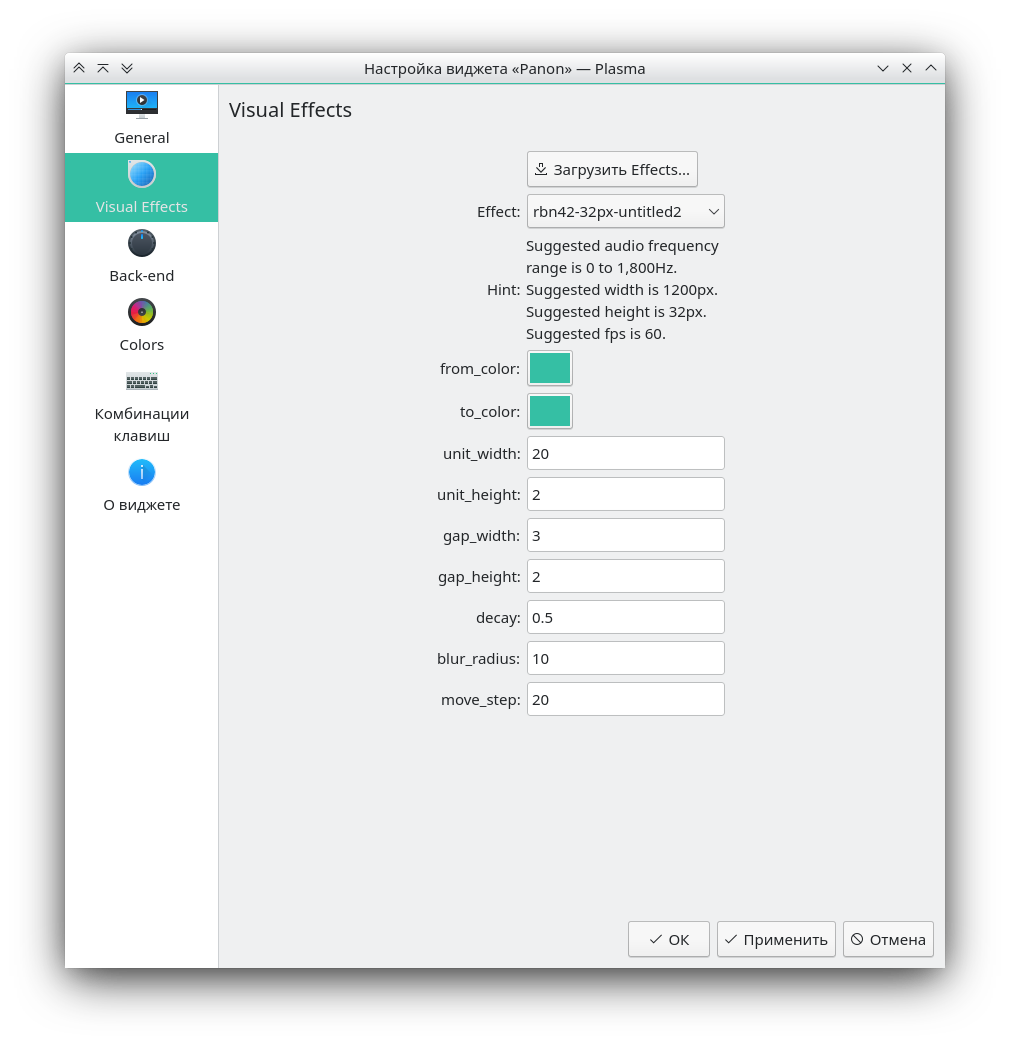 Настройка виджета «Panon» — Plasma
General
Visual Effects
Back-end
Colors
Комбинации
клавиш
О виджете
Visual Effects
Загрузить Effects...
Effect: rbn42-32px-untitled2
Suggested audio frequency
range is 0 to 1,800Hz.
Hint: Suggested width is 1200px.
Suggested height is 32px.
Suggested fps is 60.
from_color:
to_color:
unit_width: 20
unit_height: 2
gap_width: 3
gap_height: 2
decay: 0.5
blur_radius: 10
move_step: 20
ОК Применить Отмена